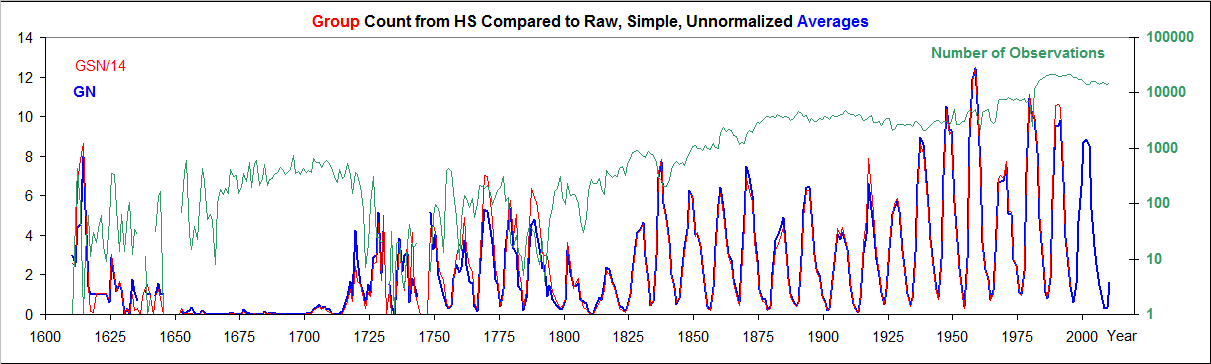 Group Count from HS Compared to Raw, Simple, Unnormalized Averages
14 100000
Number of Observations
GSN/14
12 10000
GN
10
1000
8
6 100
4
10
2
0 1
1600 1625 1650 1675 1700 1725 1750 1775 1800 1825 1850 1875 1900 1925 1950 1975 2000 Year